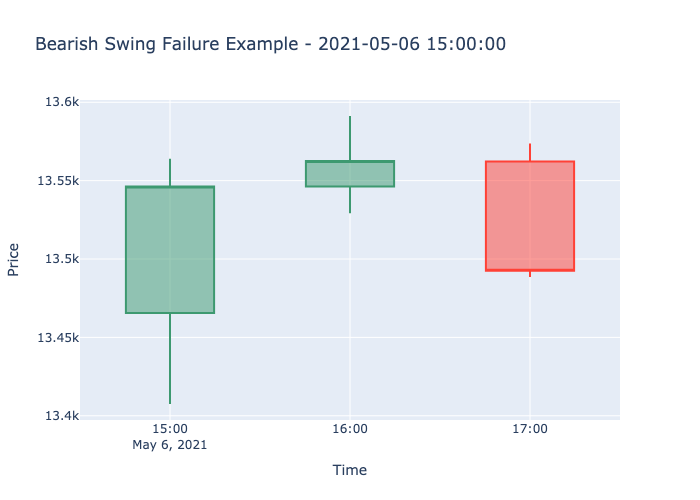 Bearish Swing Failure Example - 2021-05-06 15:00:00
13.6k
13.55k
13.5k
13.45k
13.4k
Price
15:00
May 6, 2021
16:00
17:00
Time